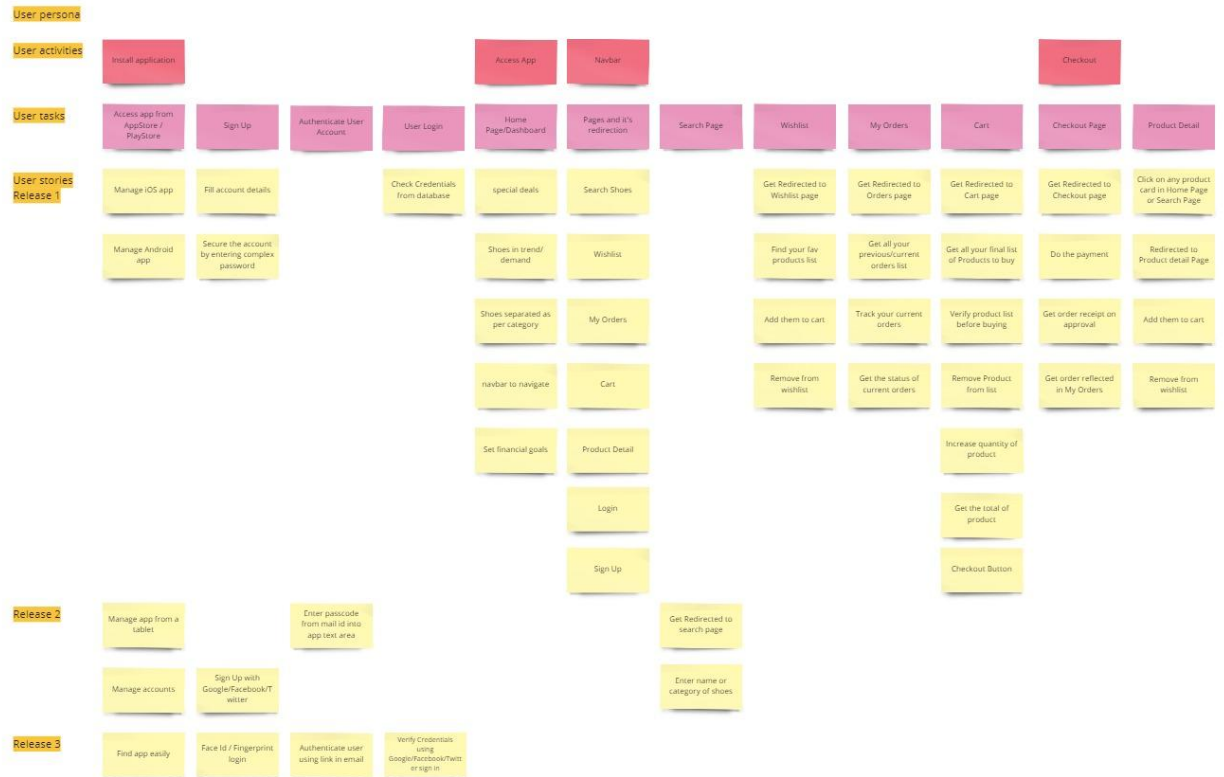 User persona
User activities
Install application
Access App
Navbar
Checkout
User tasks
Access app from
AppStore /
PlayStore
Sign Up
Authenticate User
Account
User Login
Home
Page/Dashboard
Pages and it's
redirection
Search Page
Wishlist
My Orders
Cart
Checkout Page
Product Detail
User stories
Release 1
Manage iOS app
Fill account details
Check Credentials
from database
special deals
Search Shoes
Get Redirected to
Wishlist page
Get Redirected to
Orders page
Get Redirected to
Cart page
Get Redirected to
Checkout page
Click on any product
card in Home Page
or Search Page
Manage Android
app
Secure the account
by entering complex
password
Shoes in trend/
demand
Wishlist
Find your fav
products list
Get all your
previous/current
orders list
Get all your final list
of Products to buy
Do the payment
Redirected to
Product detail Page
Shoes separated as
per category
My Orders
Add them to cart
Track your current
orders
Verify product list
before buying
Get order receipt on
approval
Add them to cart
navbar to navigate
Cart
Remove from
wishlist
Get the status of
current orders
Remove Product
from list
Get order reflected
in My Orders
Remove from
wishlist
Set financial goals
Product Detail
Increase quantity of
product
Login
Get the total of
product
Sign Up
Checkout Button
Release 2
Manage app from a
tablet
Enter passcode
from mail id into
app text area
Get Redirected to
search page
Manage accounts
Sign Up with
Google/Facebook/T
witter
Enter name or
category of shoes
Release 3
Find app easily
Face Id / Fingerprint
login
Authenticate user
using link in email
Verify Credentials
using
Google/Facebook/Twitt
er sign in